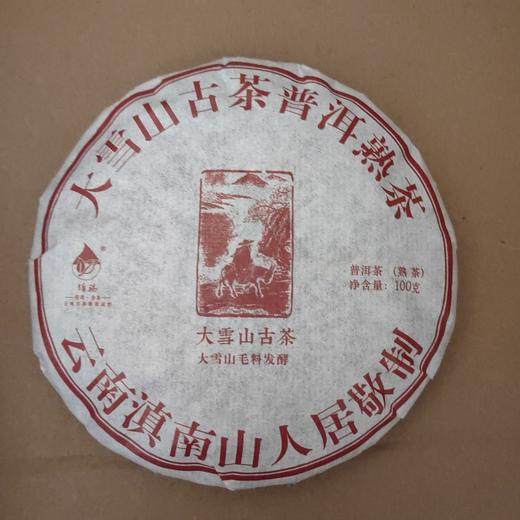 大雪山古茶普洱熟茶
普洱茶 (熟茶)
净含量: 100克
大雪山古茶
大雪山毛料发酵
云南滇南山人居敬制